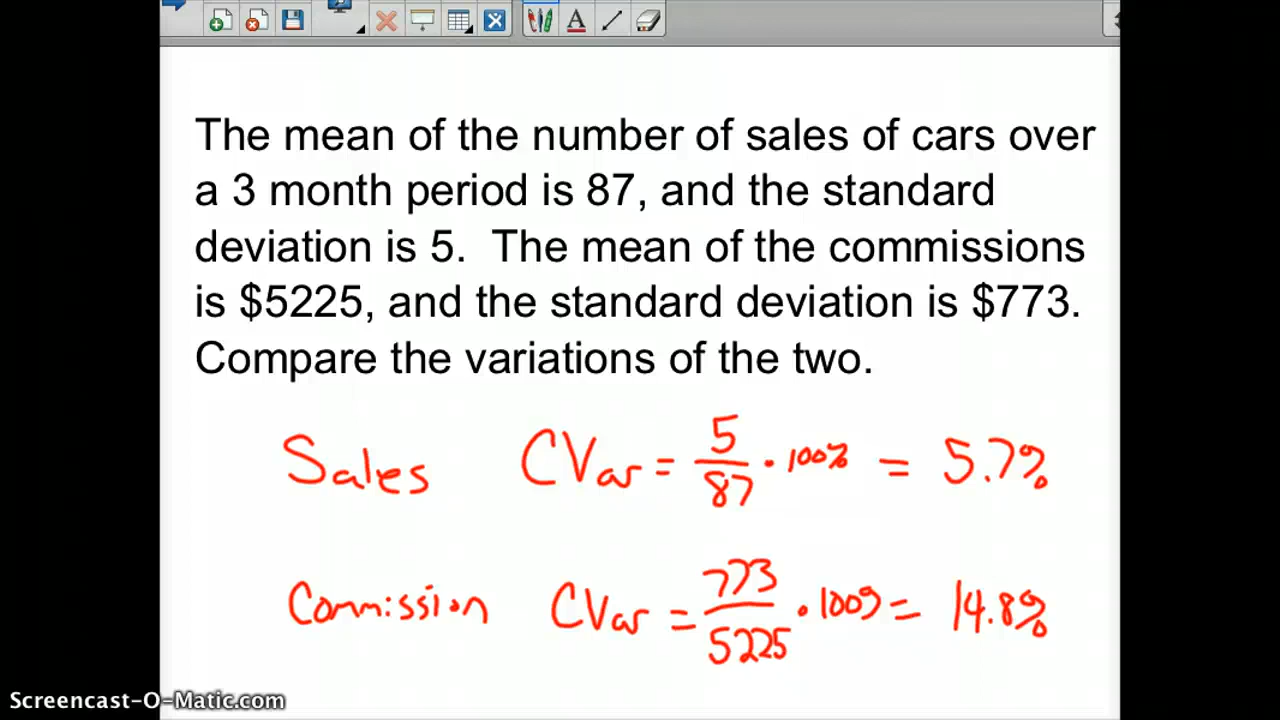 The mean of the number of sales of cars over
a 3 month period is 87, and the standard
deviation is 5.  The mean of the commissions
is $5225, and the standard deviation is $773.
Compare the variations of the two.
Sales CVar = 5/87 · 100% = 5.7%
Commission CVar = 773/5225 · 100% = 14.8%
Screencast-O-Matic.com